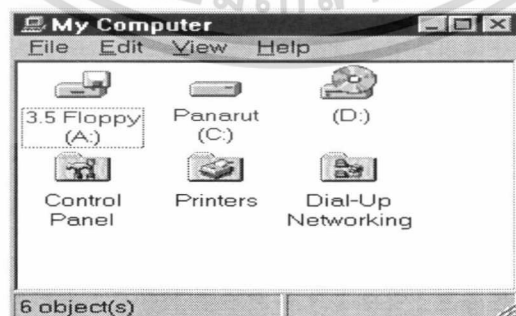 My Computer
File Edit View Help
3.5 Floppy (A:)
Panarut (C:)
(D:)
Control Panel
Printers
Dial-Up Networking
6 object(s)